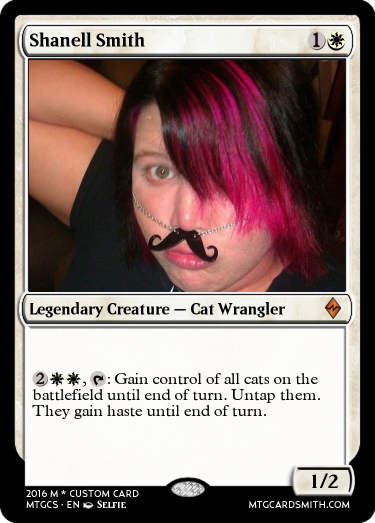 Shanell Smith 1
Legendary Creature — Cat Wrangler
2, : Gain control of all cats on the
battlefield until end of turn. Untap them.
They gain haste until end of turn.
1/2
2016 M * CUSTOM CARD
MTGCS • EN SELFIE
MTGCARDSMITH.COM